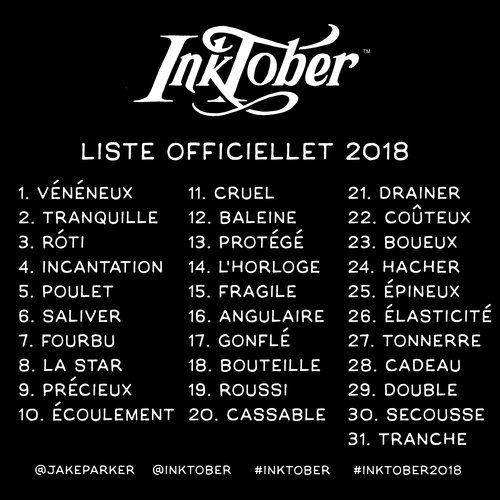 InkTober™
LISTE OFFICIELLET 2018
1. VÉNÉNEUX
2. TRANQUILLE
3. RÓTI
4. INCANTATION
5. POULET
6. SALIVER
7. FOURBU
8. LA STAR
9. PRÉCIEUX
10. ÉCOULEMENT
11. CRUEL
12. BALEINE
13. PROTÉGÉ
14. L'HORLOGE
15. FRAGILE
16. ANGULAIRE
17. GONFLÉ
18. BOUTEILLE
19. ROUSSI
20. CASSABLE
21. DRAINER
22. COÛTEUX
23. BOUEUX
24. HACHER
25. ÉPINEUX
26. ÉLASTICITÉ
27. TONNERRE
28. CADEAU
29. DOUBLE
30. SECOUSSE
31. TRANCHE
@JAKEPARKER @INKTOBER #INKTOBER #INKTOBER2018